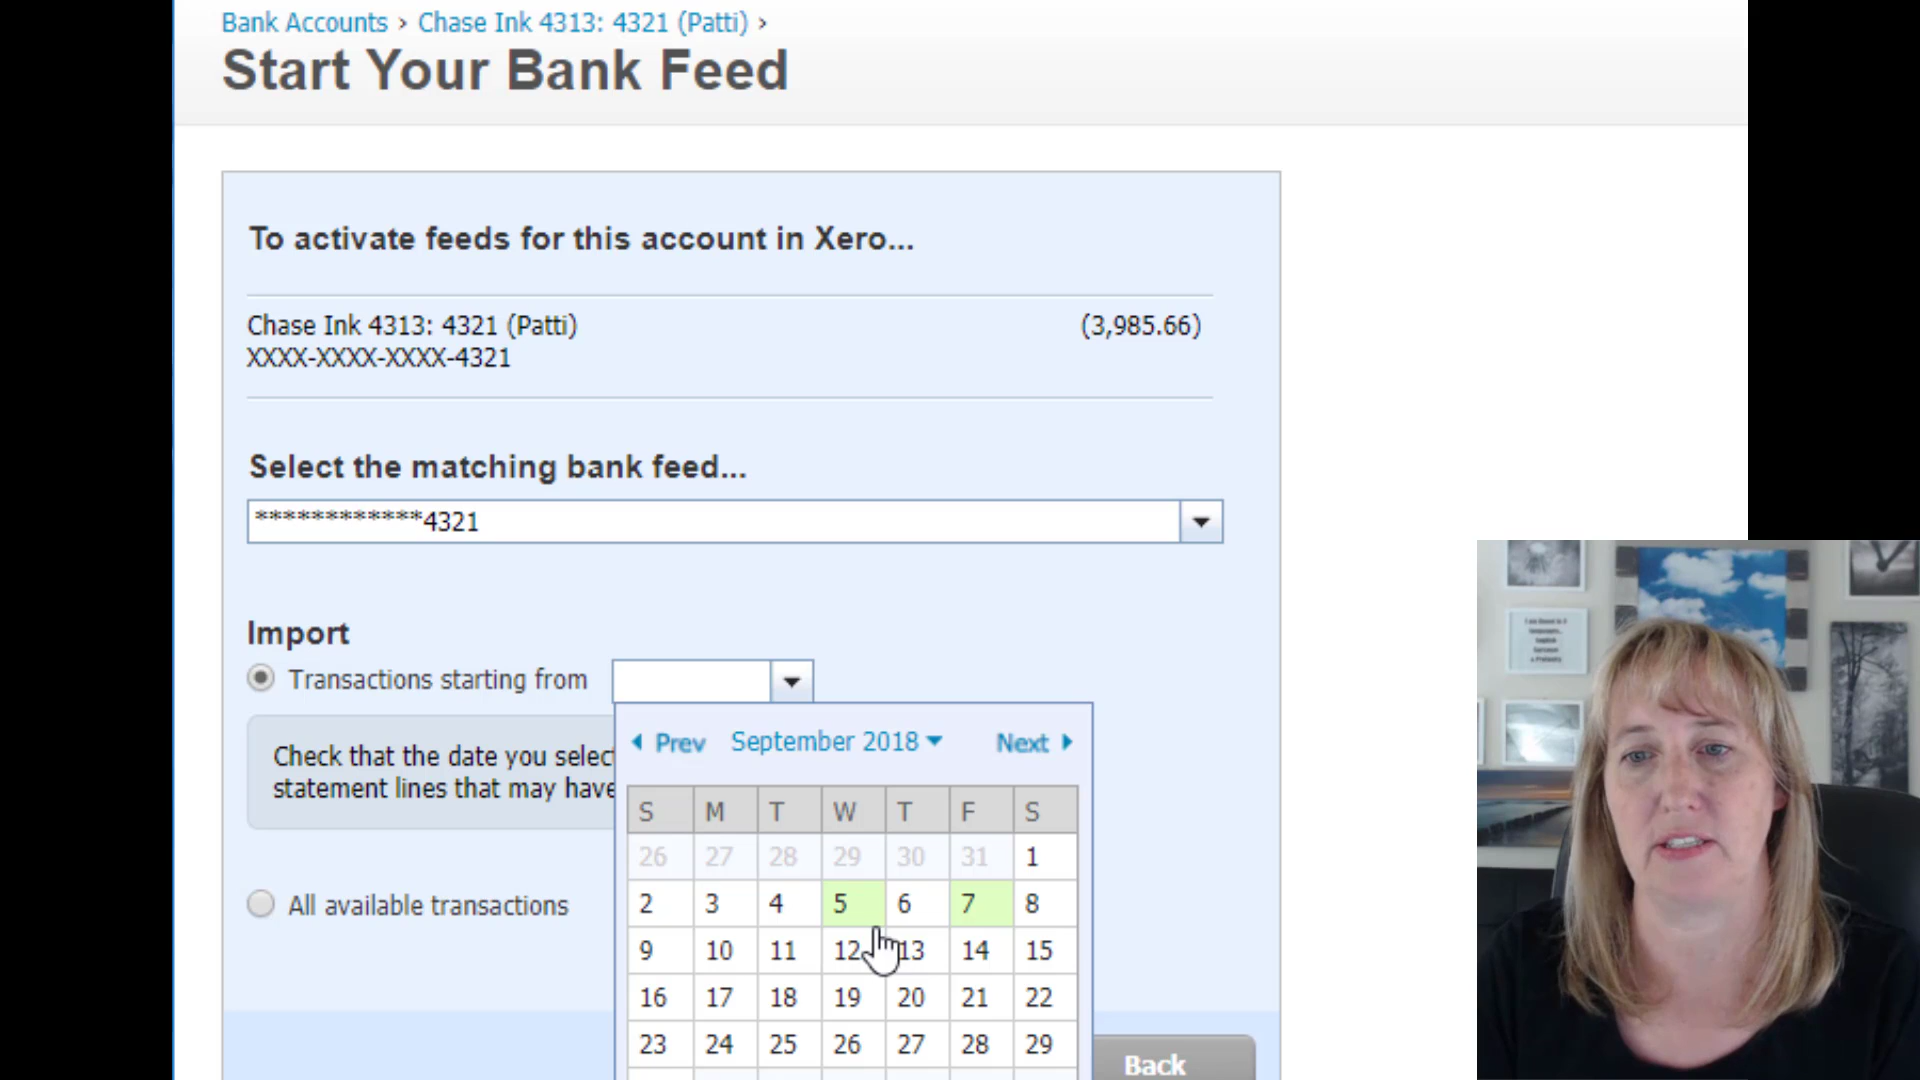 Bank Accounts › Chase Ink 4313: 4321 (Patti) ›
Start Your Bank Feed
To activate feeds for this account in Xero...
Chase Ink 4313: 4321 (Patti) (3,985.66)
XXXX-XXXX-XXXX-4321
Select the matching bank feed...
************4321
Import
Transactions starting from
Check that the date you select
statement lines that may have
All available transactions
Prev September 2018 Next
S M T W T F S
26 27 28 29 30 31 1
2 3 4 5 6 7 8
9 10 11 12 13 14 15
16 17 18 19 20 21 22
23 24 25 26 27 28 29
Back